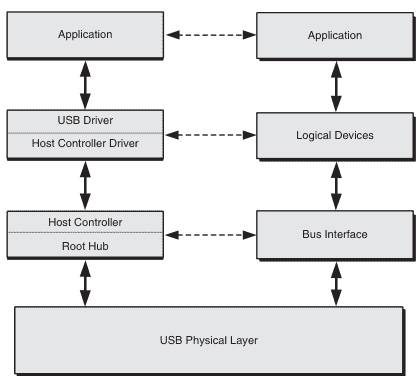 Application
Application
USB Driver
Host Controller Driver
Logical Devices
Host Controller
Root Hub
Bus Interface
USB Physical Layer